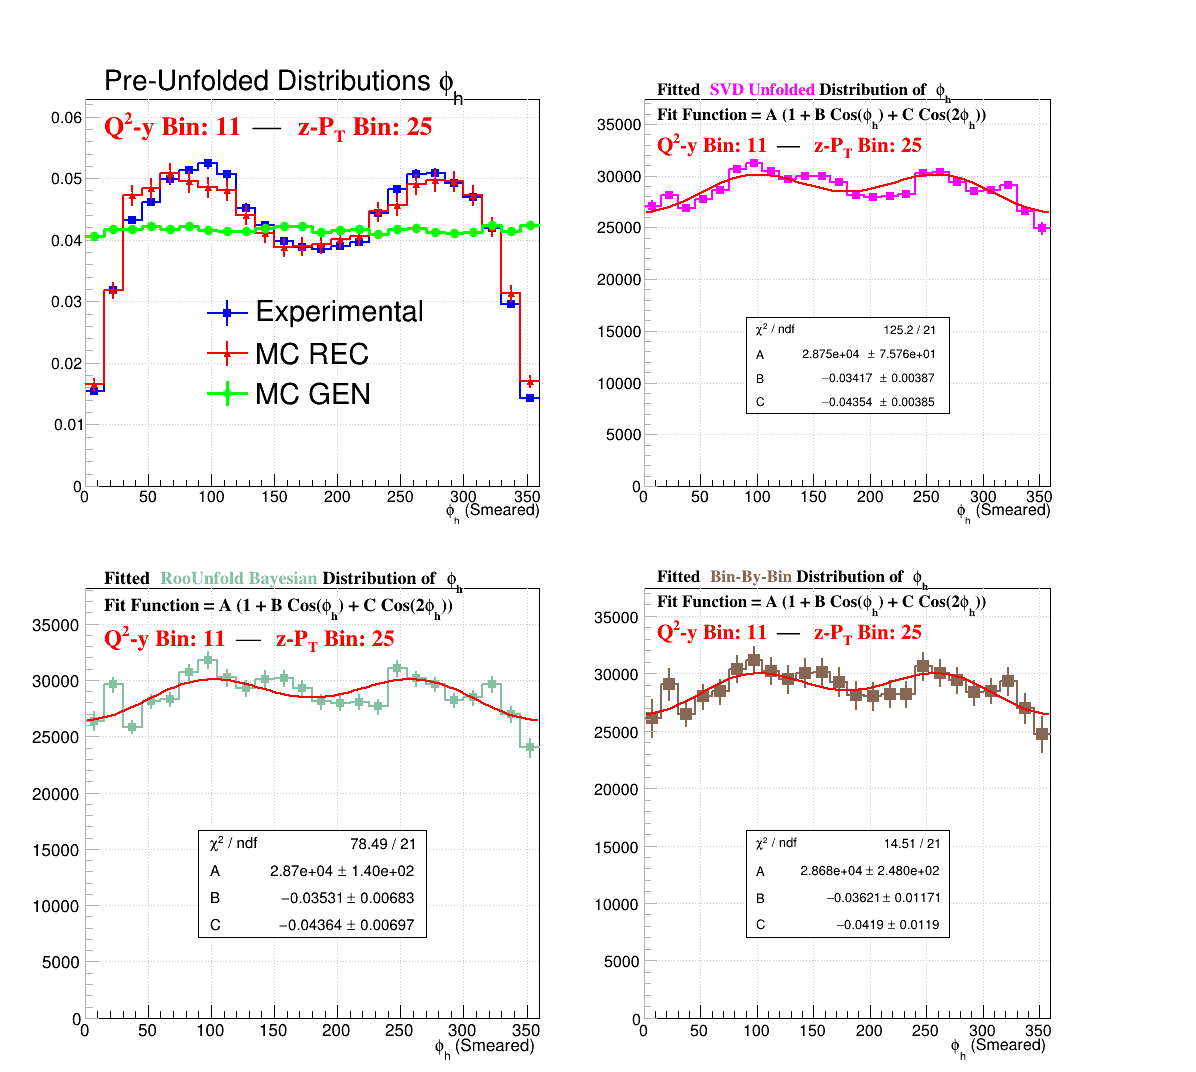 Pre-Unfolded Distributions ϕh
Q²-y Bin: 11 — z-PT Bin: 25
0.06
0.05
0.04
0.03
0.02
0.01
0
Experimental
MC REC
MC GEN
0 50 100 150 200 250 300 350
ϕh (Smeared)
Fitted SVD Unfolded Distribution of ϕh
Fit Function = A (1 + B Cos(ϕh) + C Cos(2ϕh))
Q²-y Bin: 11 — z-PT Bin: 25
35000
30000
25000
20000
15000
10000
5000
0
χ² / ndf 125.2 / 21
A 2.875e+04 ± 7.576e+01
B −0.03417 ± 0.00387
C −0.04354 ± 0.00385
0 50 100 150 200 250 300 350
ϕh (Smeared)
Fitted RooUnfold Bayesian Distribution of ϕh
Fit Function = A (1 + B Cos(ϕh) + C Cos(2ϕh))
Q²-y Bin: 11 — z-PT Bin: 25
35000
30000
25000
20000
15000
10000
5000
0
χ² / ndf 78.49 / 21
A 2.87e+04 ± 1.40e+02
B −0.03531 ± 0.00683
C −0.04364 ± 0.00697
0 50 100 150 200 250 300 350
ϕh (Smeared)
Fitted Bin-By-Bin Distribution of ϕh
Fit Function = A (1 + B Cos(ϕh) + C Cos(2ϕh))
Q²-y Bin: 11 — z-PT Bin: 25
35000
30000
25000
20000
15000
10000
5000
0
χ² / ndf 14.51 / 21
A 2.868e+04 ± 2.480e+02
B −0.03621 ± 0.01171
C −0.0419 ± 0.0119
0 50 100 150 200 250 300 350
ϕh (Smeared)